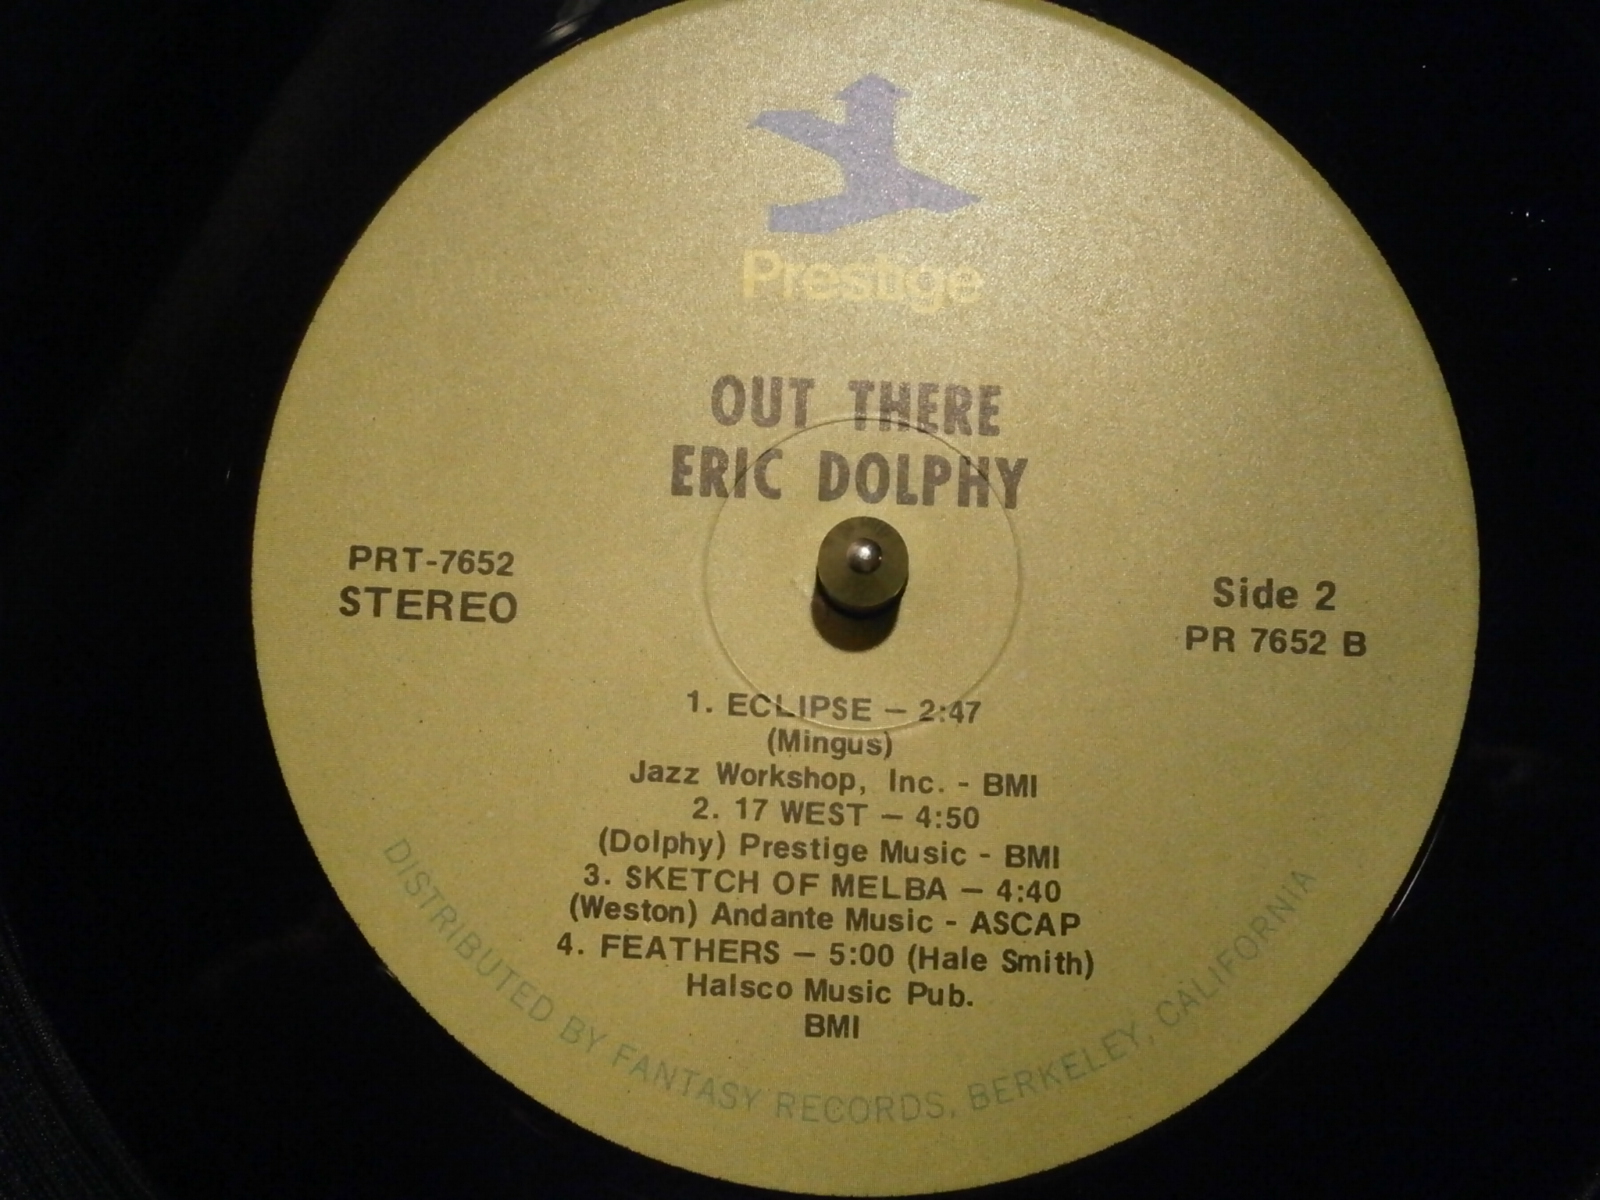 Prestige
OUT THERE
ERIC DOLPHY
PRT-7652
STEREO
Side 2
PR 7652 B
1. ECLIPSE — 2:47
(Mingus)
Jazz Workshop, Inc. - BMI
2. 17 WEST — 4:50
(Dolphy) Prestige Music - BMI
3. SKETCH OF MELBA — 4:40
(Weston) Andante Music - ASCAP
4. FEATHERS — 5:00 (Hale Smith)
Halsco Music Pub.
BMI
DISTRIBUTED BY FANTASY RECORDS, BERKELEY, CALIFORNIA